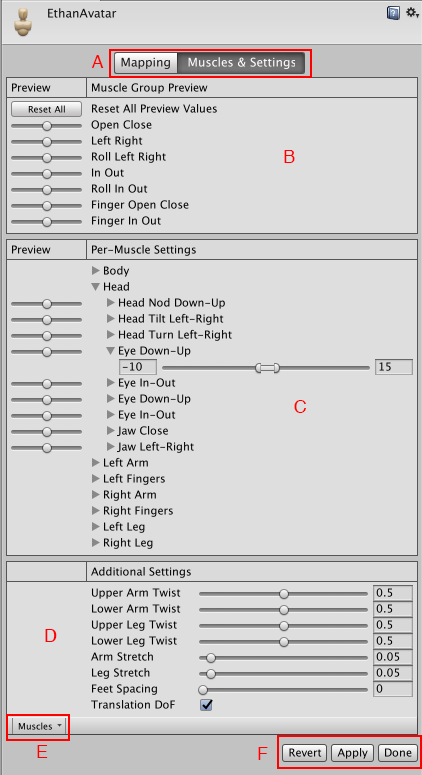 EthanAvatar
A Mapping Muscles & Settings
Preview Muscle Group Preview
Reset All Reset All Preview Values
Open Close
Left Right
Roll Left Right
B
In Out
Roll In Out
Finger Open Close
Finger In Out
Preview Per-Muscle Settings
Body
Head
Head Nod Down-Up
Head Tilt Left-Right
Head Turn Left-Right
Eye Down-Up
-10 15
Eye In-Out
Eye Down-Up
C
Eye In-Out
Jaw Close
Jaw Left-Right
Left Arm
Left Fingers
Right Arm
Right Fingers
Left Leg
Right Leg
Additional Settings
Upper Arm Twist 0.5
Lower Arm Twist 0.5
Upper Leg Twist 0.5
D
Lower Leg Twist 0.5
Arm Stretch 0.05
Leg Stretch 0.05
Feet Spacing 0
Translation DoF
Muscles
E F Revert Apply Done